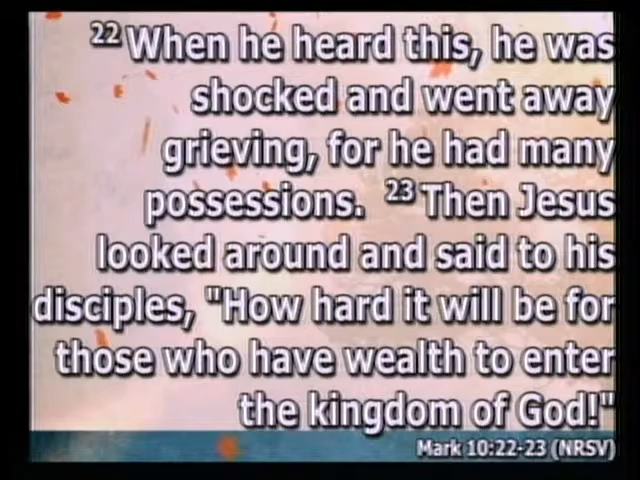 22 When he heard this, he was
shocked and went away
grieving, for he had many
possessions. 23 Then Jesus
looked around and said to his
disciples, "How hard it will be for
those who have wealth to enter
the kingdom of God!"
Mark 10:22-23 (NRSV)